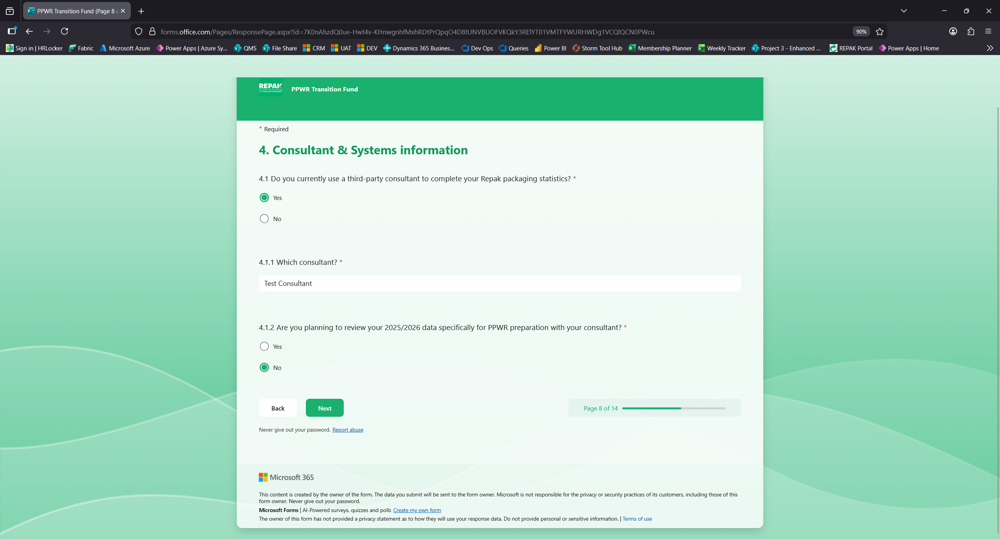 PPWR Transition Fund (Page 8 o
forms.office.com/Pages/ResponsePage.aspx?id=7K0nAhzdQ0ue-Hwt4v-KHnwgnhfMxhRDtPrQpqO4D8tUNVBUOFVKQkY3RElYT01VMTFYWURHWDg1VCQlQCN0PWcu
90%
Sign in | HRLocker
Fabric
Microsoft Azure
Power Apps | Azure Sy...
QMS
File Share
CRM
UAT
DEV
Dynamics 365 Busines...
Dev Ops
Queries
Power BI
Storm Tool Hub
Membership Planner
Weekly Tracker
Project 3 - Enhanced ...
REPAK Portal
Power Apps | Home
REPAK
PROUDLY SUPPORTING
A CIRCULAR ECONOMY
PPWR Transition Fund
* Required
4. Consultant & Systems information
4.1 Do you currently use a third-party consultant to complete your Repak packaging statistics? *
Yes
No
4.1.1 Which consultant? *
Test Consultant
4.1.2 Are you planning to review your 2025/2026 data specifically for PPWR preparation with your consultant? *
Yes
No
Back
Next
Page 8 of 14
Never give out your password. Report abuse
Microsoft 365
This content is created by the owner of the form. The data you submit will be sent to the form owner. Microsoft is not responsible for the privacy or security practices of its customers, including those of this
form owner. Never give out your password.
Microsoft Forms | AI-Powered surveys, quizzes and polls Create my own form
The owner of this form has not provided a privacy statement as to how they will use your response data. Do not provide personal or sensitive information. | Terms of use